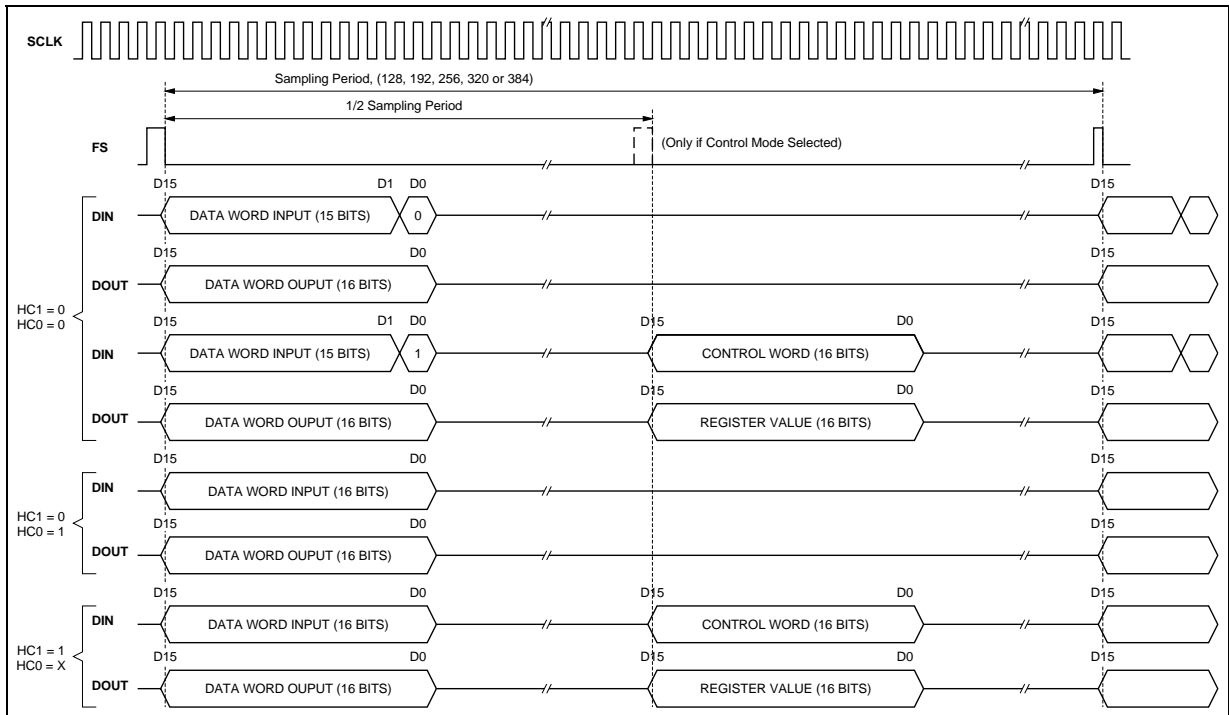 SCLK
Sampling Period, (128, 192, 256, 320 or 384)
1/2 Sampling Period
FS
(Only if Control Mode Selected)
D15 D1 D0 D15
DIN DATA WORD INPUT (15 BITS) 0
D15 D0 D15
DOUT DATA WORD OUPUT (16 BITS)
HC1 = 0
HC0 = 0
D15 D1 D0 D15 D0 D15
DIN DATA WORD INPUT (15 BITS) 1 CONTROL WORD (16 BITS)
D15 D0 D15 D0 D15
DOUT DATA WORD OUPUT (16 BITS) REGISTER VALUE (16 BITS)
D15 D0 D15
DIN DATA WORD INPUT (16 BITS)
HC1 = 0
HC0 = 1
D15 D0 D15
DOUT DATA WORD OUPUT (16 BITS)
D15 D0 D15 D0 D15
DIN DATA WORD INPUT (16 BITS) CONTROL WORD (16 BITS)
HC1 = 1
HC0 = X
D15 D0 D15 D0 D15
DOUT DATA WORD OUPUT (16 BITS) REGISTER VALUE (16 BITS)